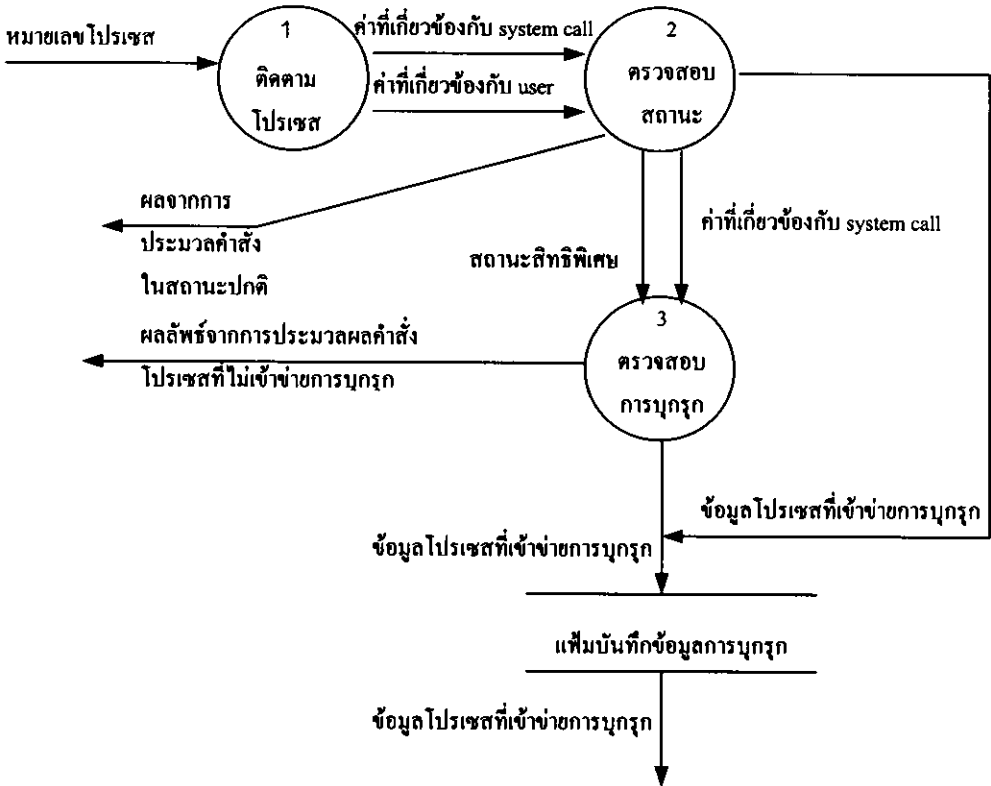 หมายเลขโปรเซส
1
ติดตาม
โปรเซส
ค่าที่เกี่ยวข้องกับ system call
ค่าที่เกี่ยวข้องกับ user
2
ตรวจสอบ
สถานะ
ผลจากการ
ประมวลคำสั่ง
ในสถานะปกติ
สถานะสิทธิพิเศษ
ค่าที่เกี่ยวข้องกับ system call
ผลลัพธ์จากการประมวลผลคำสั่ง
โปรเซสที่ไม่เข้าข่ายการบุกรุก
3
ตรวจสอบ
การบุกรุก
ข้อมูลโปรเซสที่เข้าข่ายการบุกรุก
ข้อมูลโปรเซสที่เข้าข่ายการบุกรุก
แฟ้มบันทึกข้อมูลการบุกรุก
ข้อมูลโปรเซสที่เข้าข่ายการบุกรุก